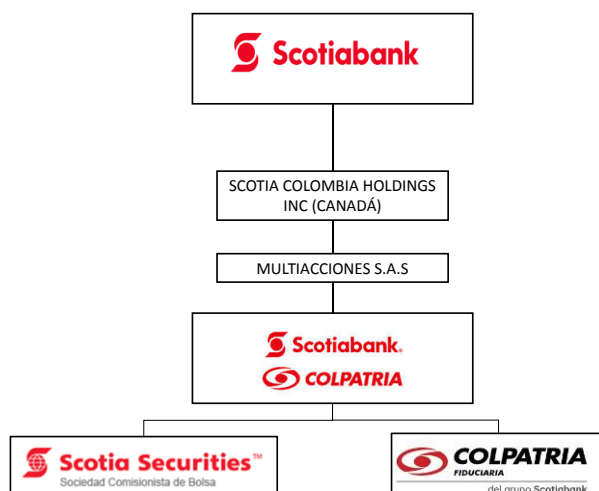 Scotiabank
SCOTIA COLOMBIA HOLDINGS
INC (CANADÁ)
MULTIACCIONES S.A.S
Scotiabank®
COLPATRIA
Scotia Securities™
Sociedad Comisionista de Bolsa
COLPATRIA
FIDUCIARIA
del grupo Scotiabank